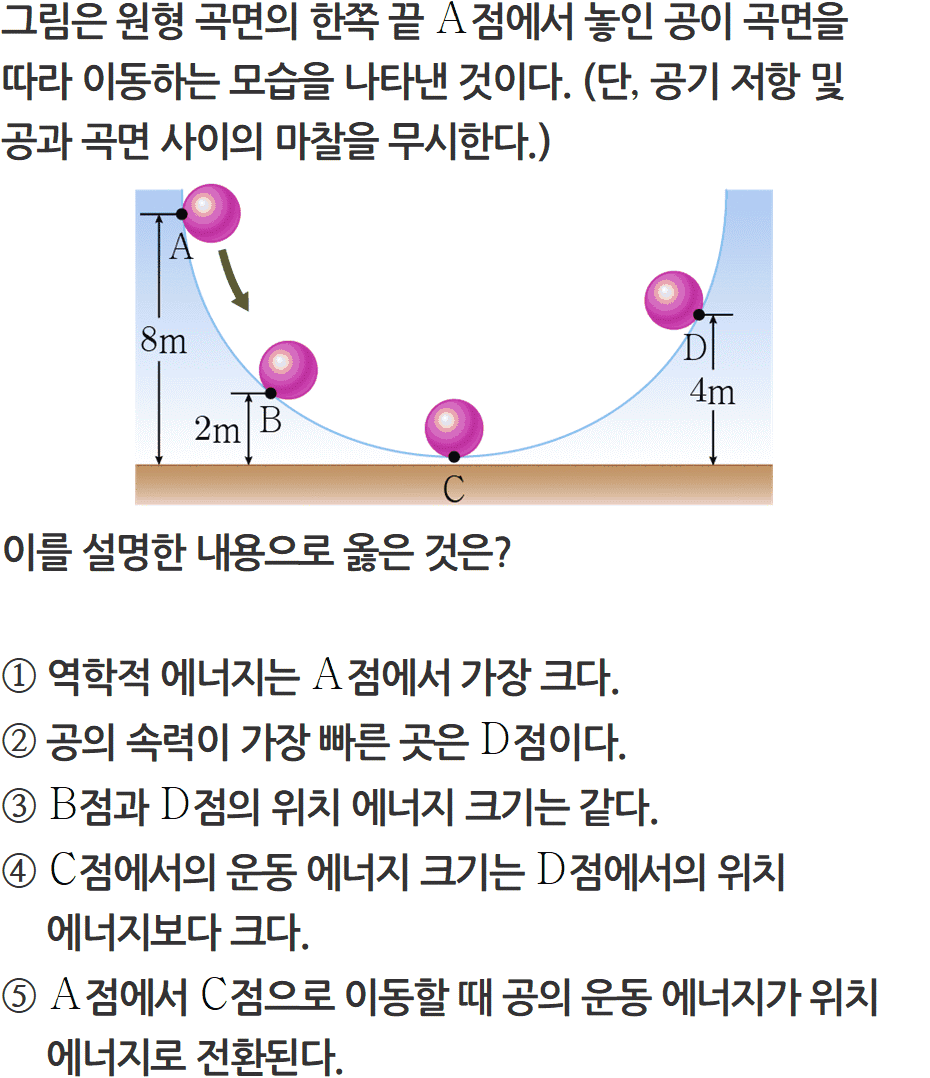 그림은 원형 곡면의 한쪽 끝 A점에서 놓인 공이 곡면을
따라 이동하는 모습을 나타낸 것이다. (단, 공기 저항 및
공과 곡면 사이의 마찰을 무시한다.)
A
8m
B
2m
C
D
4m
이를 설명한 내용으로 옳은 것은?
① 역학적 에너지는 A점에서 가장 크다.
② 공의 속력이 가장 빠른 곳은 D점이다.
③ B점과 D점의 위치 에너지 크기는 같다.
④ C점에서의 운동 에너지 크기는 D점에서의 위치
에너지보다 크다.
⑤ A점에서 C점으로 이동할 때 공의 운동 에너지가 위치
에너지로 전환된다.